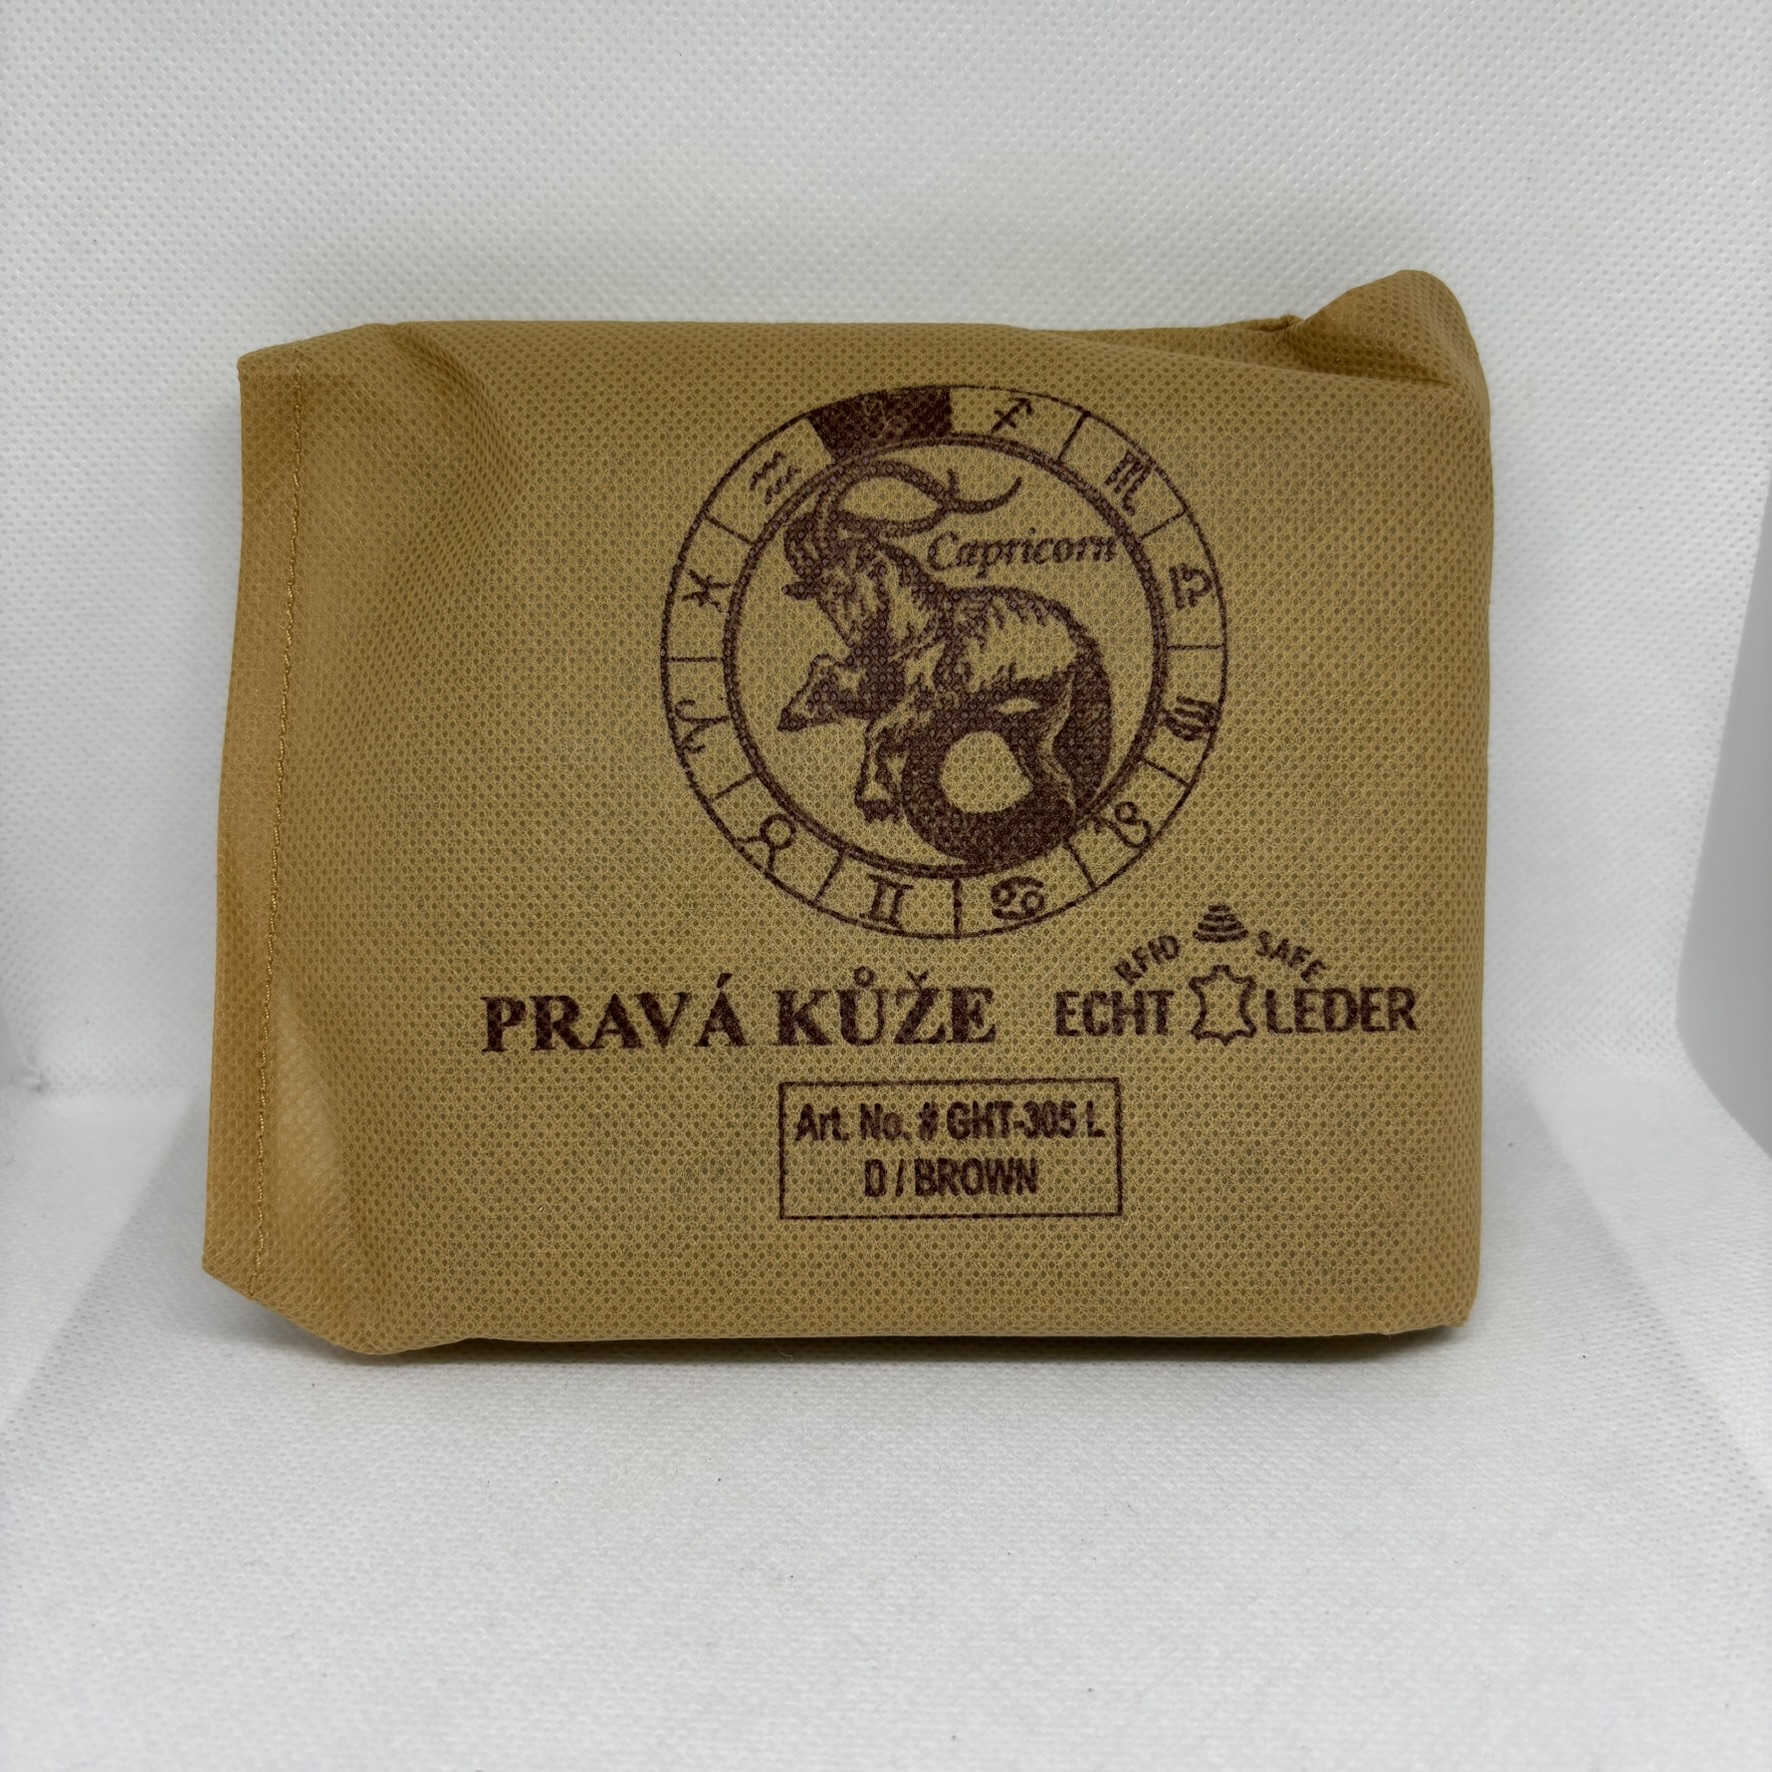 Capricorn
RFID SAFE
PRAVÁ KŮŽE ECHT LEDER
Art. No. # GHT-305 L
D / BROWN